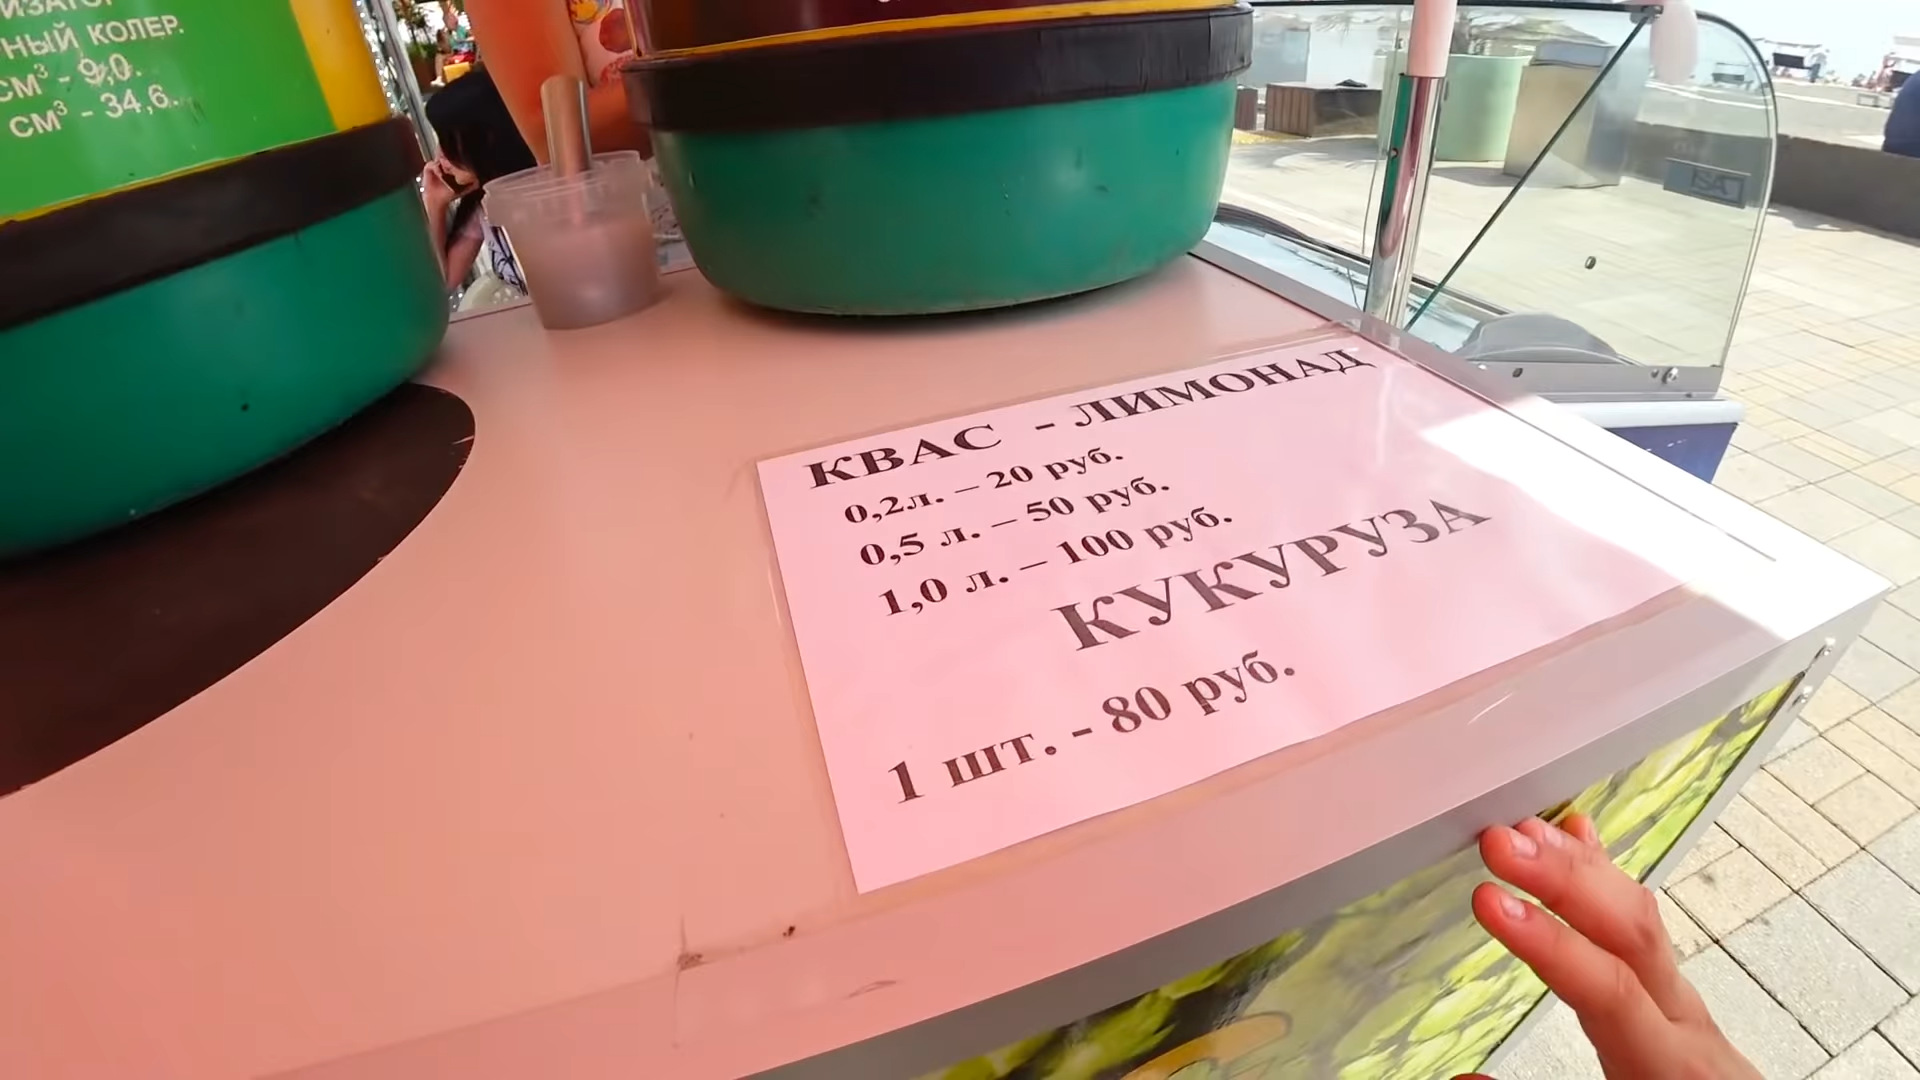 НЫЙ КОЛЕР.
СМ³ - 9,0.
СМ³ - 34,6.
КВАС - ЛИМОНАД
0,2л. – 20 руб.
0,5 л. – 50 руб.
1,0 л. – 100 руб.
КУКУРУЗА
1 шт. - 80 руб.